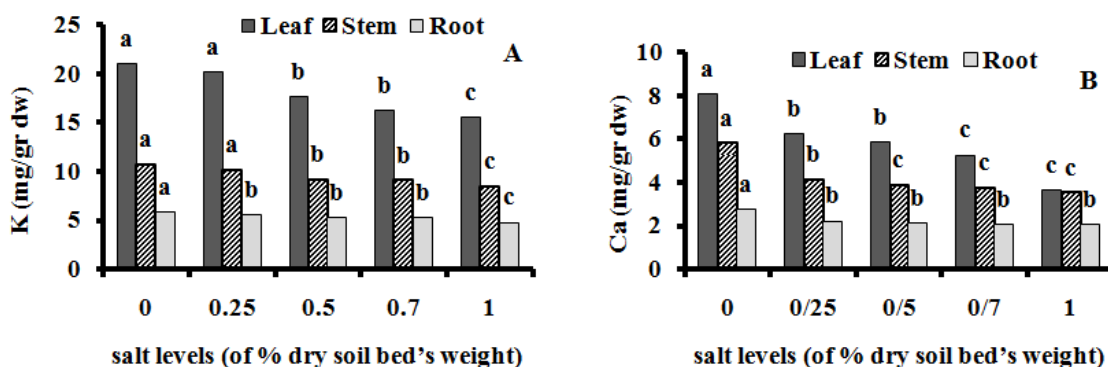 25
20
15
10
5
0
K (mg/gr dw)
Leaf Stem Root
A
a a b b c
a a b b c
a b b b c
0 0.25 0.5 0.7 1
salt levels (of % dry soil bed's weight)
10
8
6
4
2
0
Ca (mg/gr dw)
Leaf Stem Root
B
a b b c c
a b c c c
a b b b b
0 0/25 0/5 0/7 1
salt levels (of % dry soil bed's weight)